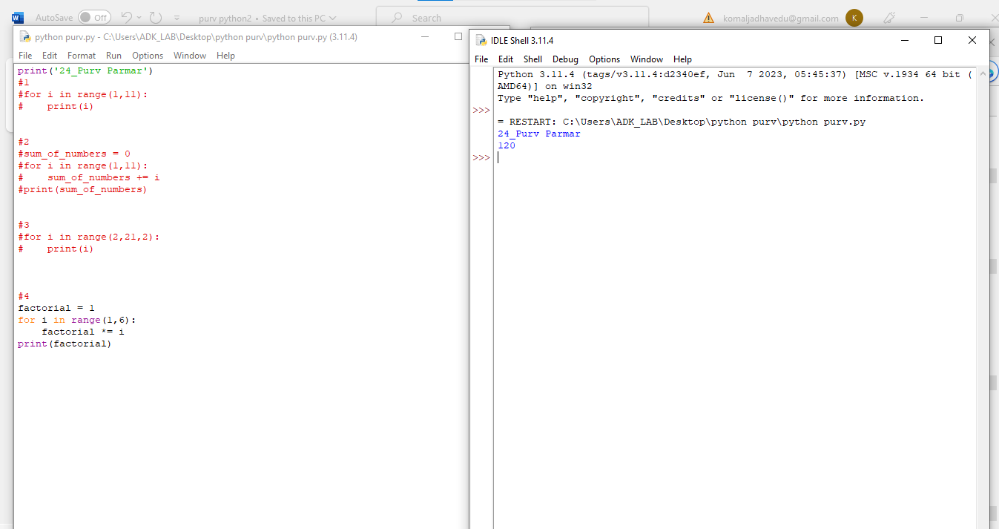 AutoSave Off purv python2 • Saved to this PC Search komaljadhavedu@gmail.com K
python purv.py - C:\Users\ADK_LAB\Desktop\python purv\python purv.py (3.11.4)
File Edit Format Run Options Window Help
print('24_Purv Parmar')
#1
#for i in range(1,11):
#    print(i)
#2
#sum_of_numbers = 0
#for i in range(1,11):
#    sum_of_numbers += i
#print(sum_of_numbers)
#3
#for i in range(2,21,2):
#    print(i)
#4
factorial = 1
for i in range(1,6):
    factorial *= i
print(factorial)
IDLE Shell 3.11.4
File Edit Shell Debug Options Window Help
Python 3.11.4 (tags/v3.11.4:d2340ef, Jun  7 2023, 05:45:37) [MSC v.1934 64 bit (
AMD64)] on win32
Type "help", "copyright", "credits" or "license()" for more information.
>>>
= RESTART: C:\Users\ADK_LAB\Desktop\python purv\python purv.py
24_Purv Parmar
120
>>>